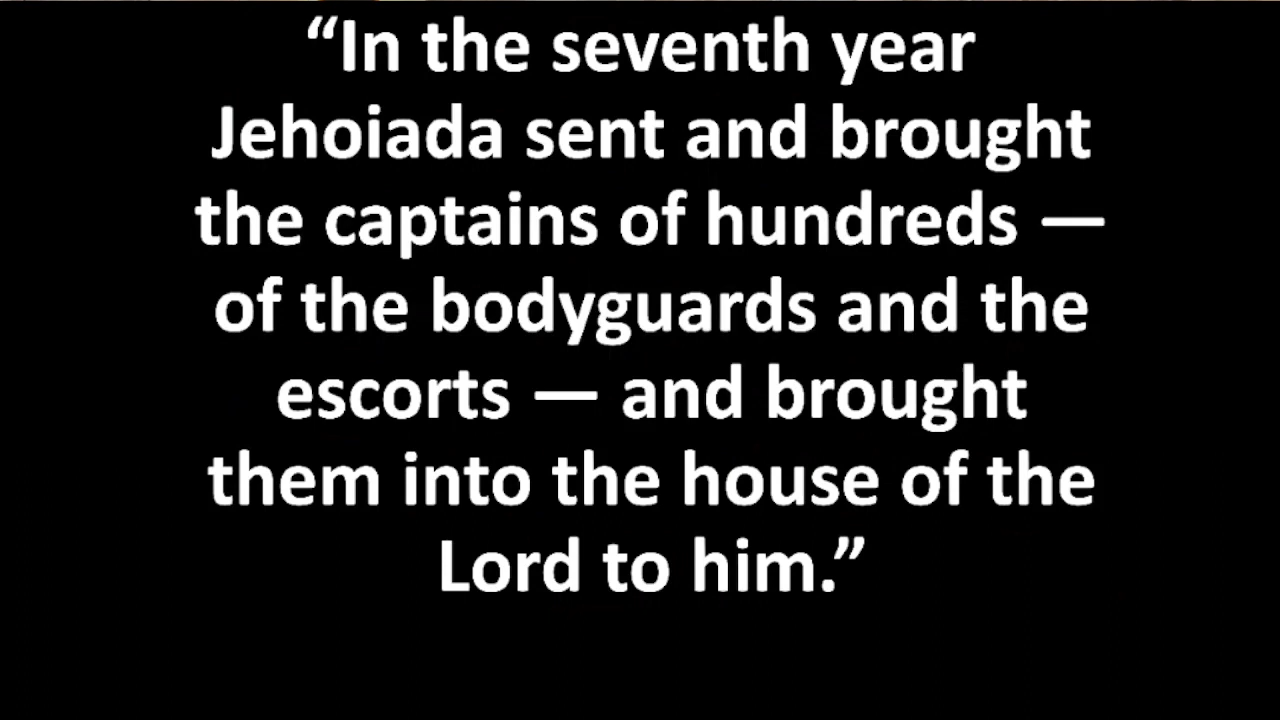 “In the seventh year
Jehoiada sent and brought
the captains of hundreds —
of the bodyguards and the
escorts — and brought
them into the house of the
Lord to him.”